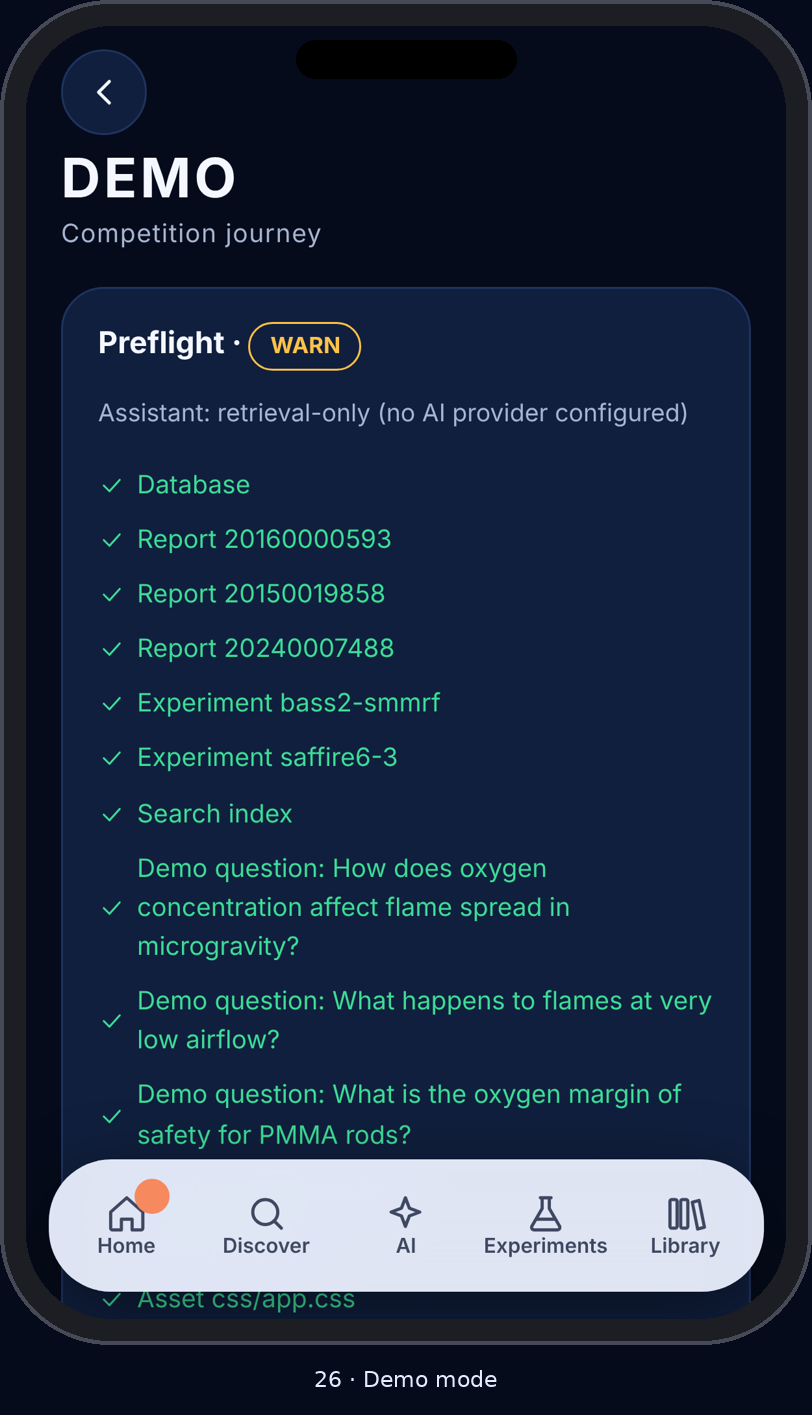 DEMO
Competition journey
Preflight · WARN
Assistant: retrieval-only (no AI provider configured)
Database
Report 20160000593
Report 20150019858
Report 20240007488
Experiment bass2-smmrf
Experiment saffire6-3
Search index
Demo question: How does oxygen
concentration affect flame spread in
microgravity?
Demo question: What happens to flames at very
low airflow?
Demo question: What is the oxygen margin of
safety for PMMA rods?
Home
Discover
AI
Experiments
Library
Asset css/app.css
26 · Demo mode